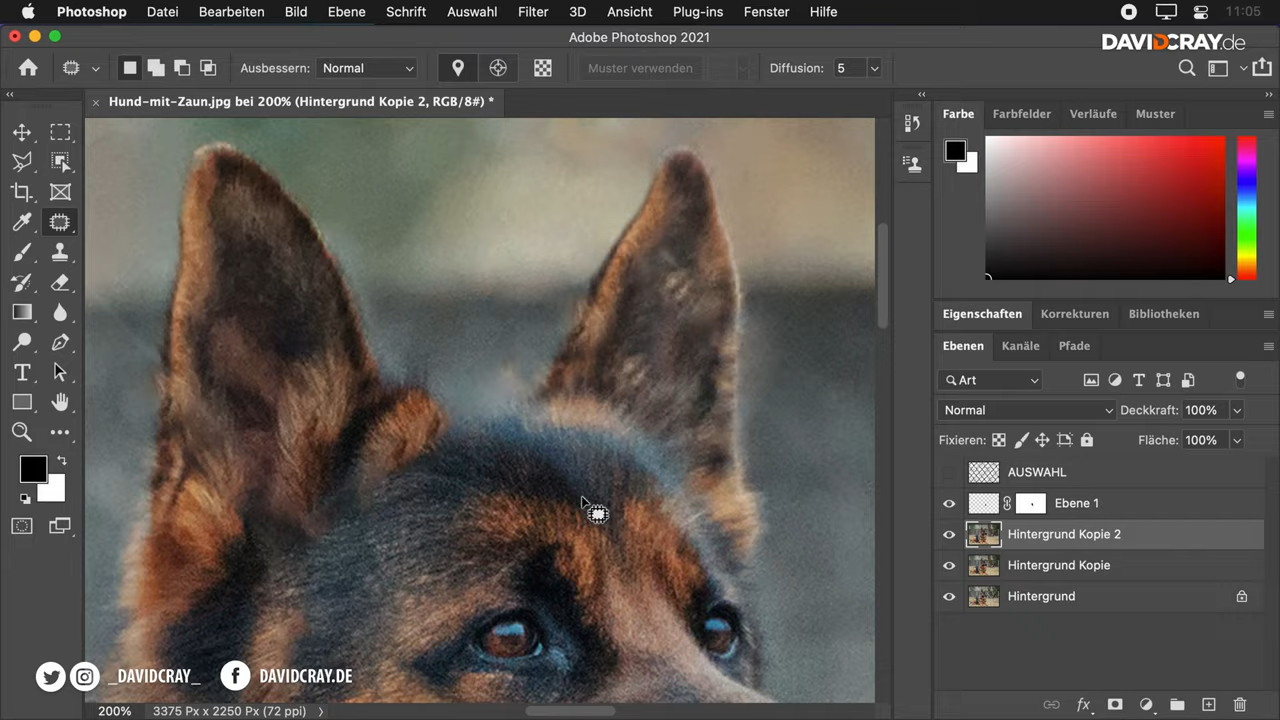 Photoshop Datei Bearbeiten Bild Ebene Schrift Auswahl Filter 3D Ansicht Plug-ins Fenster Hilfe 11:05
Adobe Photoshop 2021
DAVIDCRAY.de
Ausbessern: Normal Muster verwenden Diffusion: 5
Hund-mit-Zaun.jpg bei 200% (Hintergrund Kopie 2, RGB/8#) *
Farbe Farbfelder Verläufe Muster
Eigenschaften Korrekturen Bibliotheken
Ebenen Kanäle Pfade
Art
Normal Deckkraft: 100%
Fixieren: Fläche: 100%
AUSWAHL
Ebene 1
Hintergrund Kopie 2
Hintergrund Kopie
Hintergrund
_DAVIDCRAY_ DAVIDCRAY.DE
200% 3375 Px x 2250 Px (72 ppi)